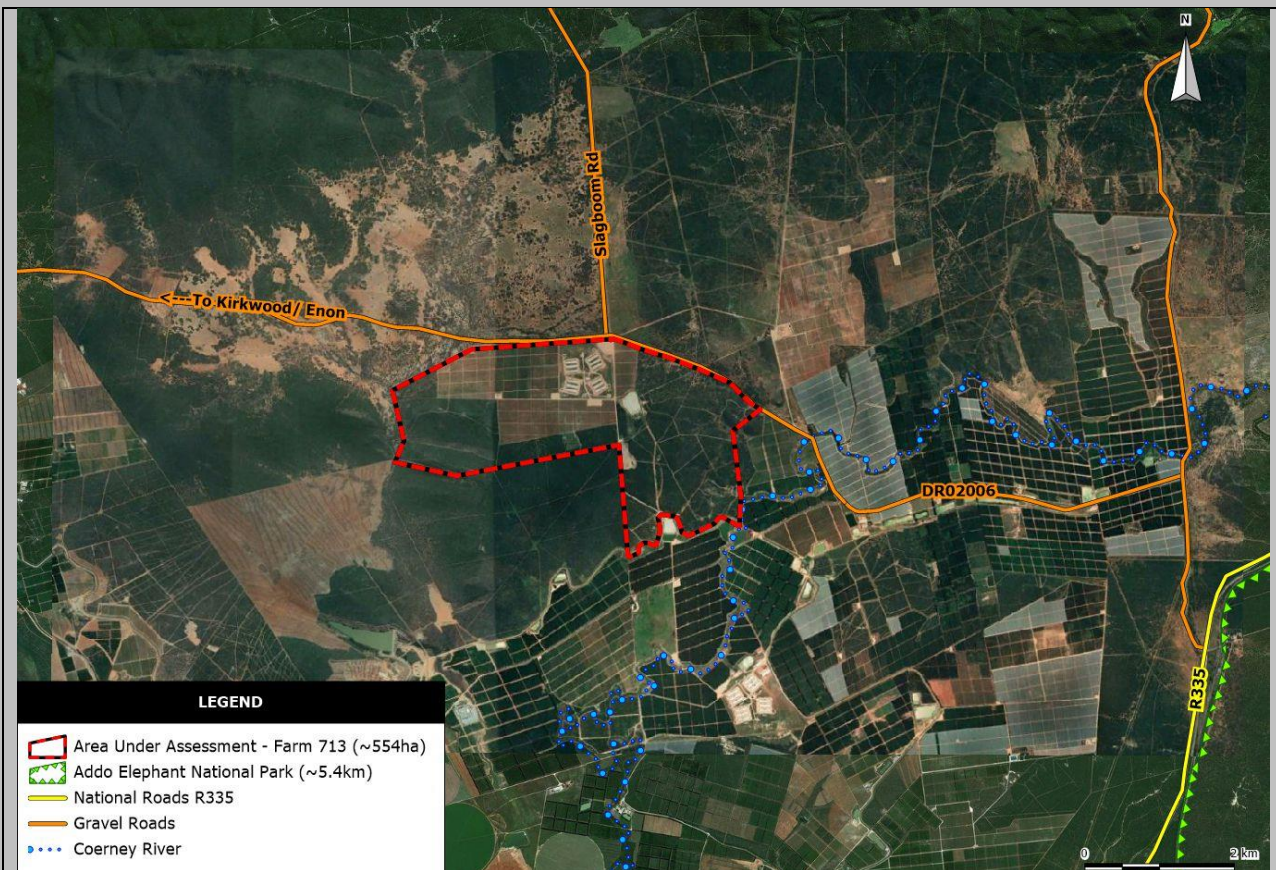 N
Slagboom Rd
<---To Kirkwood/ Enon
DR02006
R335
LEGEND
Area Under Assessment - Farm 713 (~554ha)
Addo Elephant National Park (~5.4km)
National Roads R335
Gravel Roads
Coerney River
0 2 km